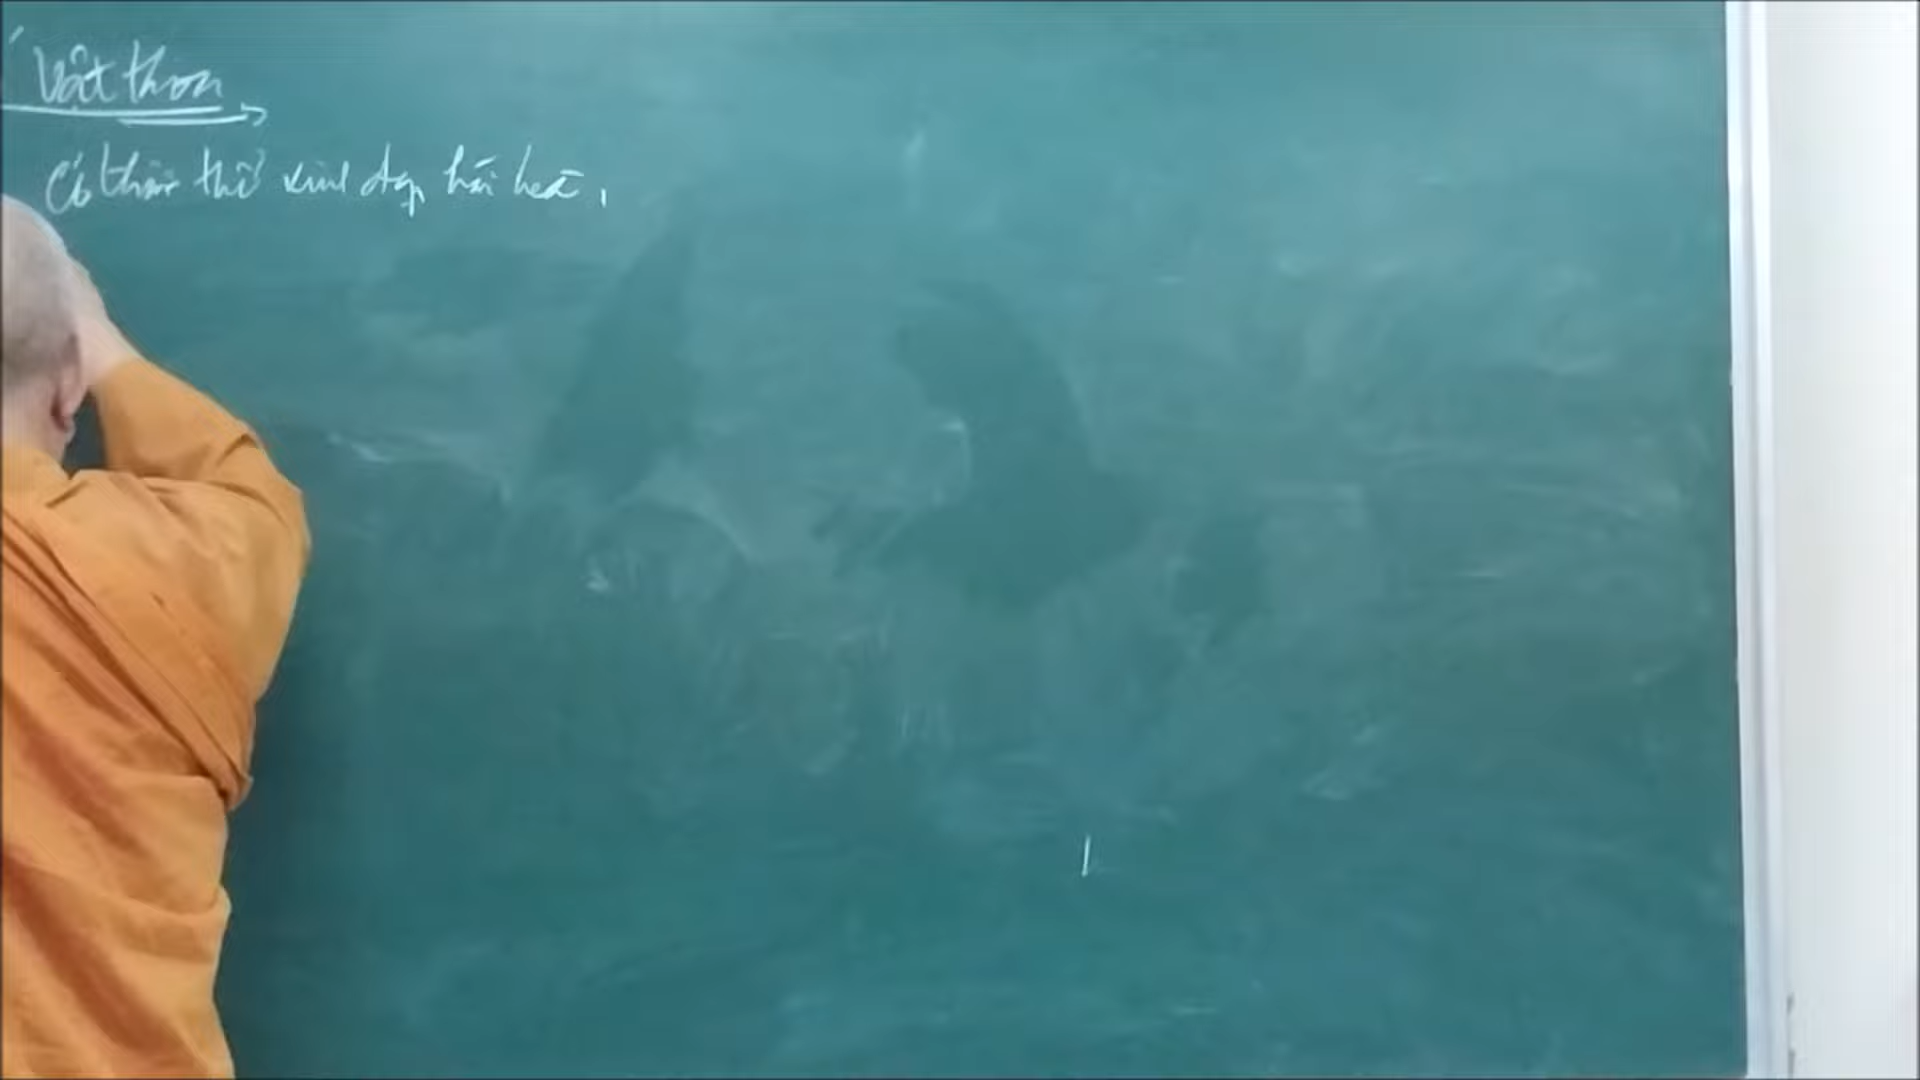 Vật thơm
Có thân thể xinh đẹp hài hoà,